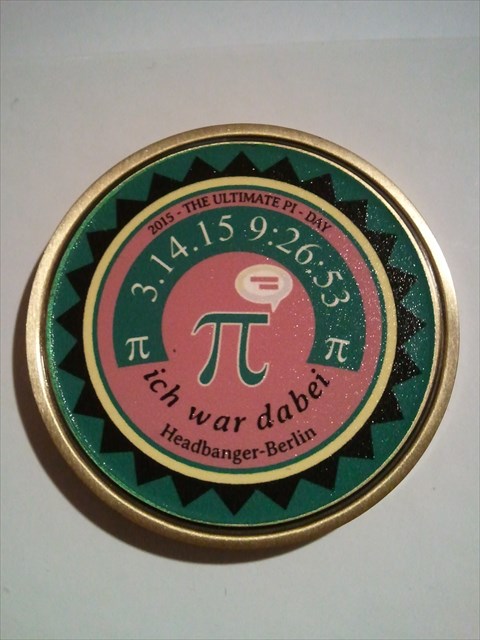 2015 - THE ULTIMATE PI - DAY
3.14.15 9:26:53
π π
π
ich war dabei
Headbanger-Berlin